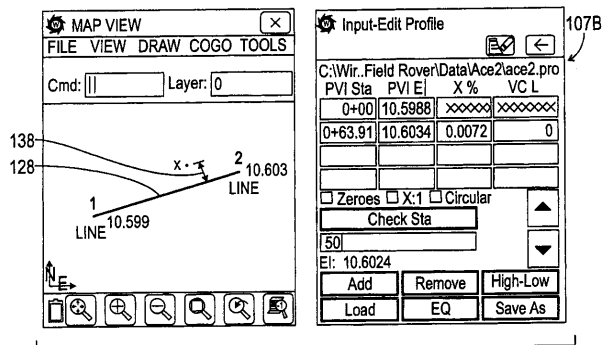 MAP VIEW
FILE VIEW DRAW COGO TOOLS
Cmd: Layer: 0
138
128
X
2 10.603
LINE
1
10.599
LINE
N
E
Input-Edit Profile
107B
C:\Wir..Field Rover\Data\Ace2\ace2.pro
PVI Sta PVI E X % VC L
0+00 10.5988 XXXXXX XXXXXXX
0+63.91 10.6034 0.0072 0
Zeroes X:1 Circular
Check Sta
50
El: 10.6024
Add Remove High-Low
Load EQ Save As